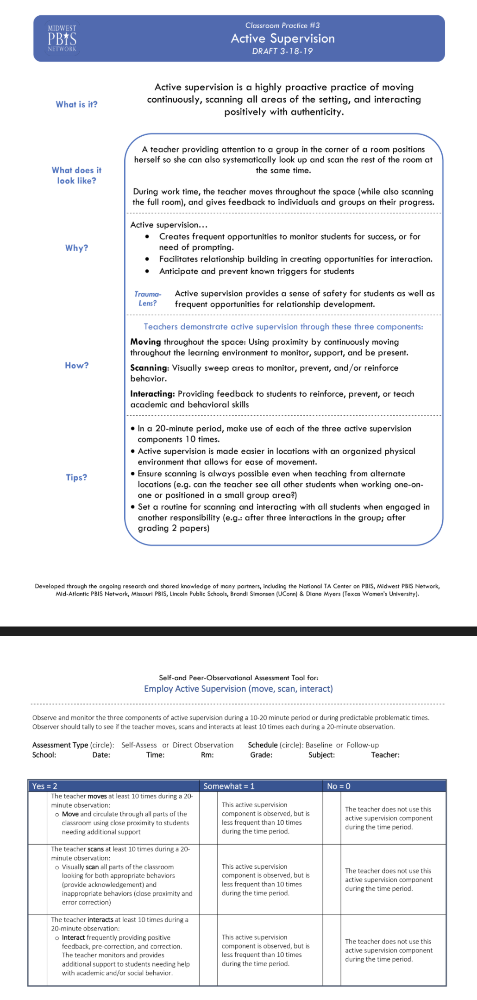 MIDWEST
PBIS
NETWORK
Classroom Practice #3
Active Supervision
DRAFT 3-18-19
What is it?
Active supervision is a highly proactive practice of moving
continuously, scanning all areas of the setting, and interacting
positively with authenticity.
What does it
look like?
A teacher providing attention to a group in the corner of a room positions
herself so she can also systematically look up and scan the rest of the room at
the same time.
During work time, the teacher moves throughout the space (while also scanning
the full room), and gives feedback to individuals and groups on their progress.
Why?
Active supervision…
• Creates frequent opportunities to monitor students for success, or for
need of prompting.
• Facilitates relationship building in creating opportunities for interaction.
• Anticipate and prevent known triggers for students
Trauma-
Lens?
Active supervision provides a sense of safety for students as well as
frequent opportunities for relationship development.
How?
Teachers demonstrate active supervision through these three components:
Moving throughout the space: Using proximity by continuously moving
throughout the learning environment to monitor, support, and be present.
Scanning: Visually sweep areas to monitor, prevent, and/or reinforce
behavior.
Interacting: Providing feedback to students to reinforce, prevent, or teach
academic and behavioral skills
Tips?
• In a 20-minute period, make use of each of the three active supervision
components 10 times.
• Active supervision is made easier in locations with an organized physical
environment that allows for ease of movement.
• Ensure scanning is always possible even when teaching from alternate
locations (e.g. can the teacher see all other students when working one-on-
one or positioned in a small group area?)
• Set a routine for scanning and interacting with all students when engaged in
another responsibility (e.g.: after three interactions in the group; after
grading 2 papers)
Developed through the ongoing research and shared knowledge of many partners, including the National TA Center on PBIS, Midwest PBIS Network,
Mid-Atlantic PBIS Network, Missouri PBIS, Lincoln Public Schools, Brandi Simonsen (UConn) & Diane Myers (Texas Women's University).
Self-and Peer-Observational Assessment Tool for:
Employ Active Supervision (move, scan, interact)
Observe and monitor the three components of active supervision during a 10-20 minute period or during predictable problematic times.
Observer should tally to see if the teacher moves, scans and interacts at least 10 times each during a 20-minute observation.
Assessment Type (circle): Self-Assess or Direct Observation Schedule (circle): Baseline or Follow-up
School: Date: Time: Rm: Grade: Subject: Teacher:
Yes = 2 Somewhat = 1 No = 0
The teacher moves at least 10 times during a 20-
minute observation:
o Move and circulate through all parts of the
classroom using close proximity to students
needing additional support
This active supervision
component is observed, but is
less frequent than 10 times
during the time period.
The teacher does not use this
active supervision component
during the time period.
The teacher scans at least 10 times during a 20-
minute observation:
o Visually scan all parts of the classroom
looking for both appropriate behaviors
(provide acknowledgement) and
inappropriate behaviors (close proximity and
error correction)
This active supervision
component is observed, but is
less frequent than 10 times
during the time period.
The teacher does not use this
active supervision component
during the time period.
The teacher interacts at least 10 times during a
20-minute observation:
o Interact frequently providing positive
feedback, pre-correction, and correction.
The teacher monitors and provides
additional support to students needing help
with academic and/or social behavior.
This active supervision
component is observed, but is
less frequent than 10 times
during the time period.
The teacher does not use this
active supervision component
during the time period.